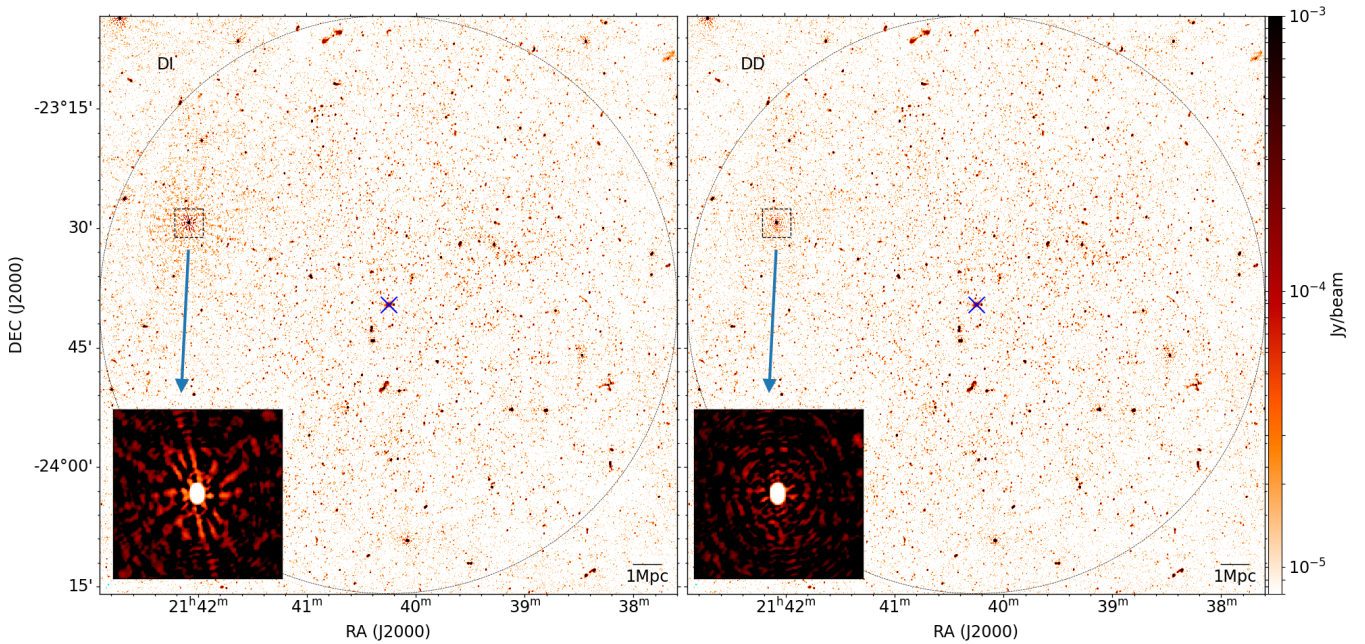 DI
DD
-23°15'
30'
45'
-24°00'
15'
DEC (J2000)
1Mpc
1Mpc
21ʰ42ᵐ
41ᵐ
40ᵐ
39ᵐ
38ᵐ
21ʰ42ᵐ
41ᵐ
40ᵐ
39ᵐ
38ᵐ
RA (J2000)
RA (J2000)
10⁻³
10⁻⁴
10⁻⁵
Jy/beam